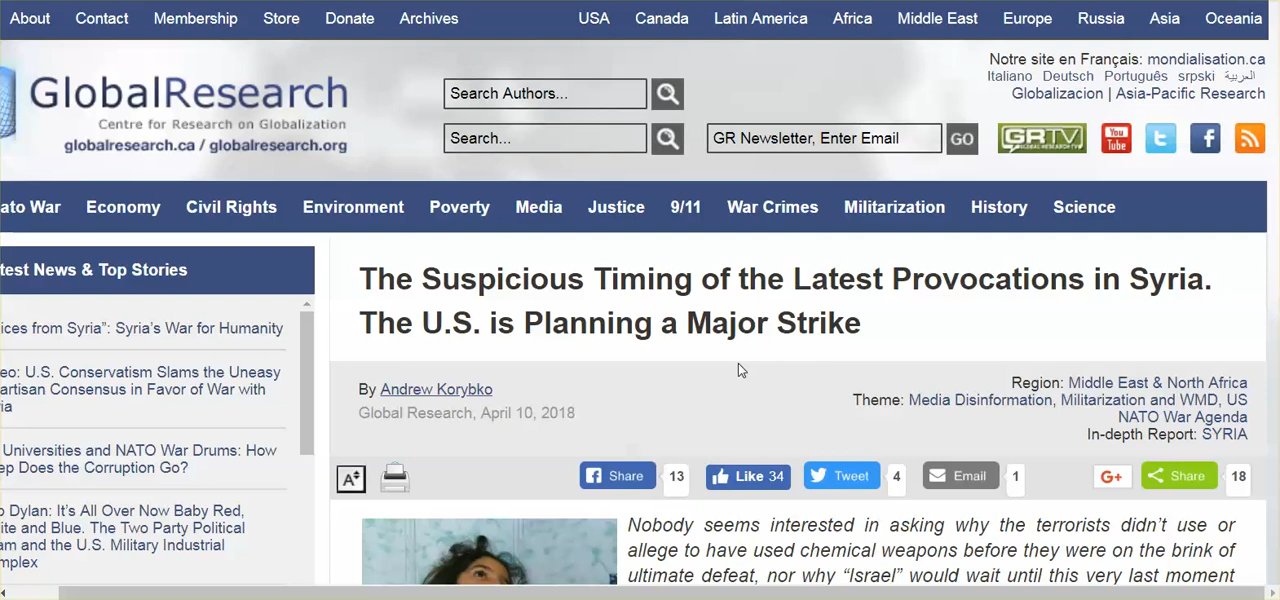 About Contact Membership Store Donate Archives USA Canada Latin America Africa Middle East Europe Russia Asia Oceania
GlobalResearch
Centre for Research on Globalization
globalresearch.ca / globalresearch.org
Search Authors...
Search...
GR Newsletter, Enter Email GO
Notre site en Français: mondialisation.ca
Italiano Deutsch Português srpski العربية
Globalizacion | Asia-Pacific Research
GRTV
You
Tube
ato War Economy Civil Rights Environment Poverty Media Justice 9/11 War Crimes Militarization History Science
test News & Top Stories
ices from Syria”: Syria’s War for Humanity
eo: U.S. Conservatism Slams the Uneasy
artisan Consensus in Favor of War with
ia
Universities and NATO War Drums: How
ep Does the Corruption Go?
Dylan: It’s All Over Now Baby Red,
ite and Blue. The Two Party Political
am and the U.S. Military Industrial
mplex
The Suspicious Timing of the Latest Provocations in Syria.
The U.S. is Planning a Major Strike
By Andrew Korybko
Global Research, April 10, 2018
Region: Middle East & North Africa
Theme: Media Disinformation, Militarization and WMD, US
NATO War Agenda
In-depth Report: SYRIA
A Share 13 Like 34 Tweet 4 Email 1 G+ Share 18
Nobody seems interested in asking why the terrorists didn’t use or
allege to have used chemical weapons before they were on the brink of
ultimate defeat, nor why “Israel” would wait until this very last moment